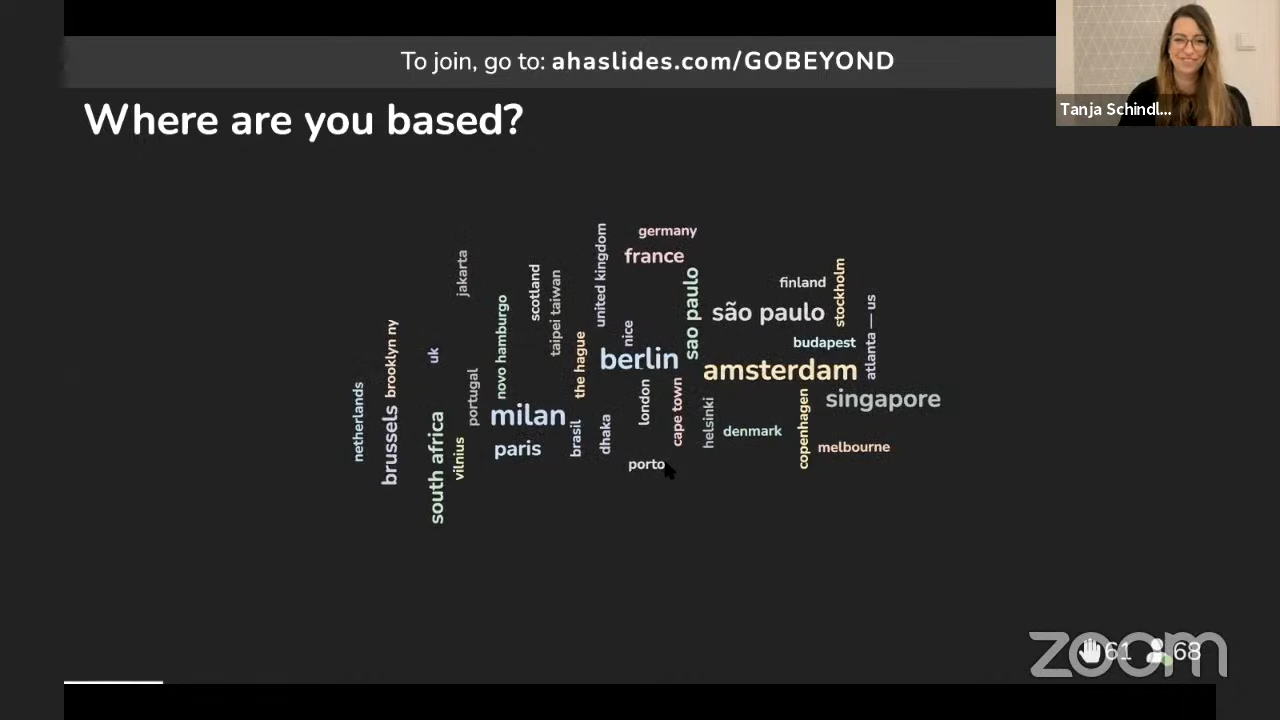 To join, go to: ahaslides.com/GOBEYOND
Tanja Schindl...
Where are you based?
germany
france
united kingdom
jakarta
scotland
taipei taiwan
sao paulo
finland
stockholm
são paulo
atlanta — us
novo hamburgo
nice
brooklyn ny
uk
the hague
berlin
budapest
amsterdam
portugal
netherlands
brussels
milan
london
cape town
singapore
south africa
vilnius
paris
brasil
dhaka
helsinki
denmark
copenhagen
melbourne
porto
61 68
zoom